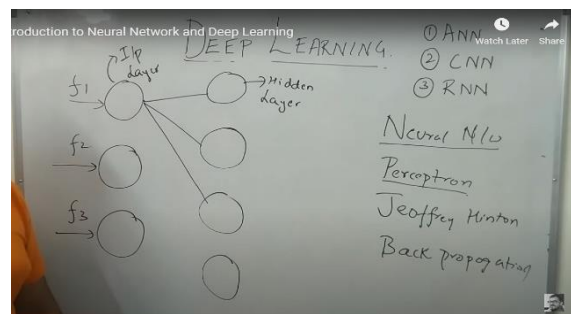 troduction to Neural Network and Deep Learning
Watch Later
Share
DEEP LEARNING.
① ANN
② CNN
③ RNN
I/p
Layer
f1
Hidden
Layer
f2
f3
Neural N/w
Perceptron
Jeoffrey Hinton
Back propogation